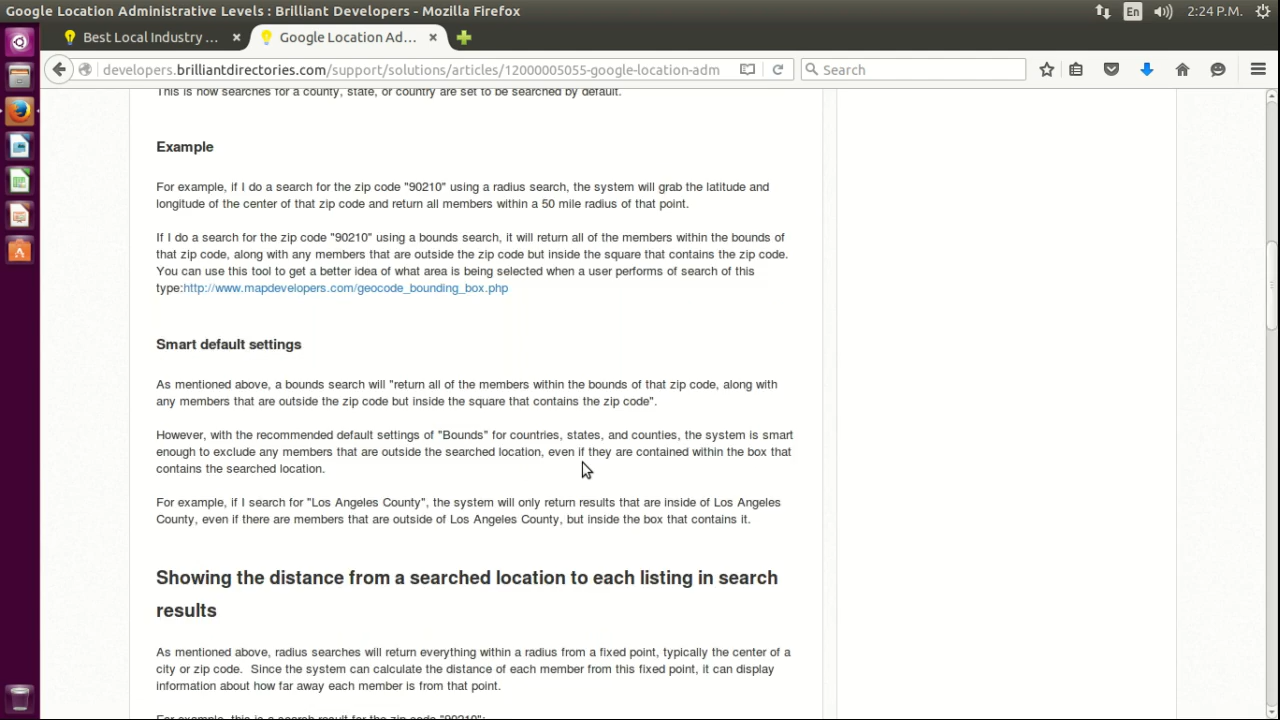 Google Location Administrative Levels : Brilliant Developers - Mozilla Firefox
En
2:24 P.M.
Best Local Industry ...
Google Location Ad...
developers.brilliantdirectories.com/support/solutions/articles/12000005055-google-location-adm
Search
This is now searches for a county, state, or country are set to be searched by default.
Example
For example, if I do a search for the zip code "90210" using a radius search, the system will grab the latitude and
longitude of the center of that zip code and return all members within a 50 mile radius of that point.
If I do a search for the zip code "90210" using a bounds search, it will return all of the members within the bounds of
that zip code, along with any members that are outside the zip code but inside the square that contains the zip code.
You can use this tool to get a better idea of what area is being selected when a user performs of search of this
type:http://www.mapdevelopers.com/geocode_bounding_box.php
Smart default settings
As mentioned above, a bounds search will "return all of the members within the bounds of that zip code, along with
any members that are outside the zip code but inside the square that contains the zip code".
However, with the recommended default settings of "Bounds" for countries, states, and counties, the system is smart
enough to exclude any members that are outside the searched location, even if they are contained within the box that
contains the searched location.
For example, if I search for "Los Angeles County", the system will only return results that are inside of Los Angeles
County, even if there are members that are outside of Los Angeles County, but inside the box that contains it.
Showing the distance from a searched location to each listing in search
results
As mentioned above, radius searches will return everything within a radius from a fixed point, typically the center of a
city or zip code. Since the system can calculate the distance of each member from this fixed point, it can display
information about how far away each member is from that point.
For example, this is a search result for the zip code "90210":